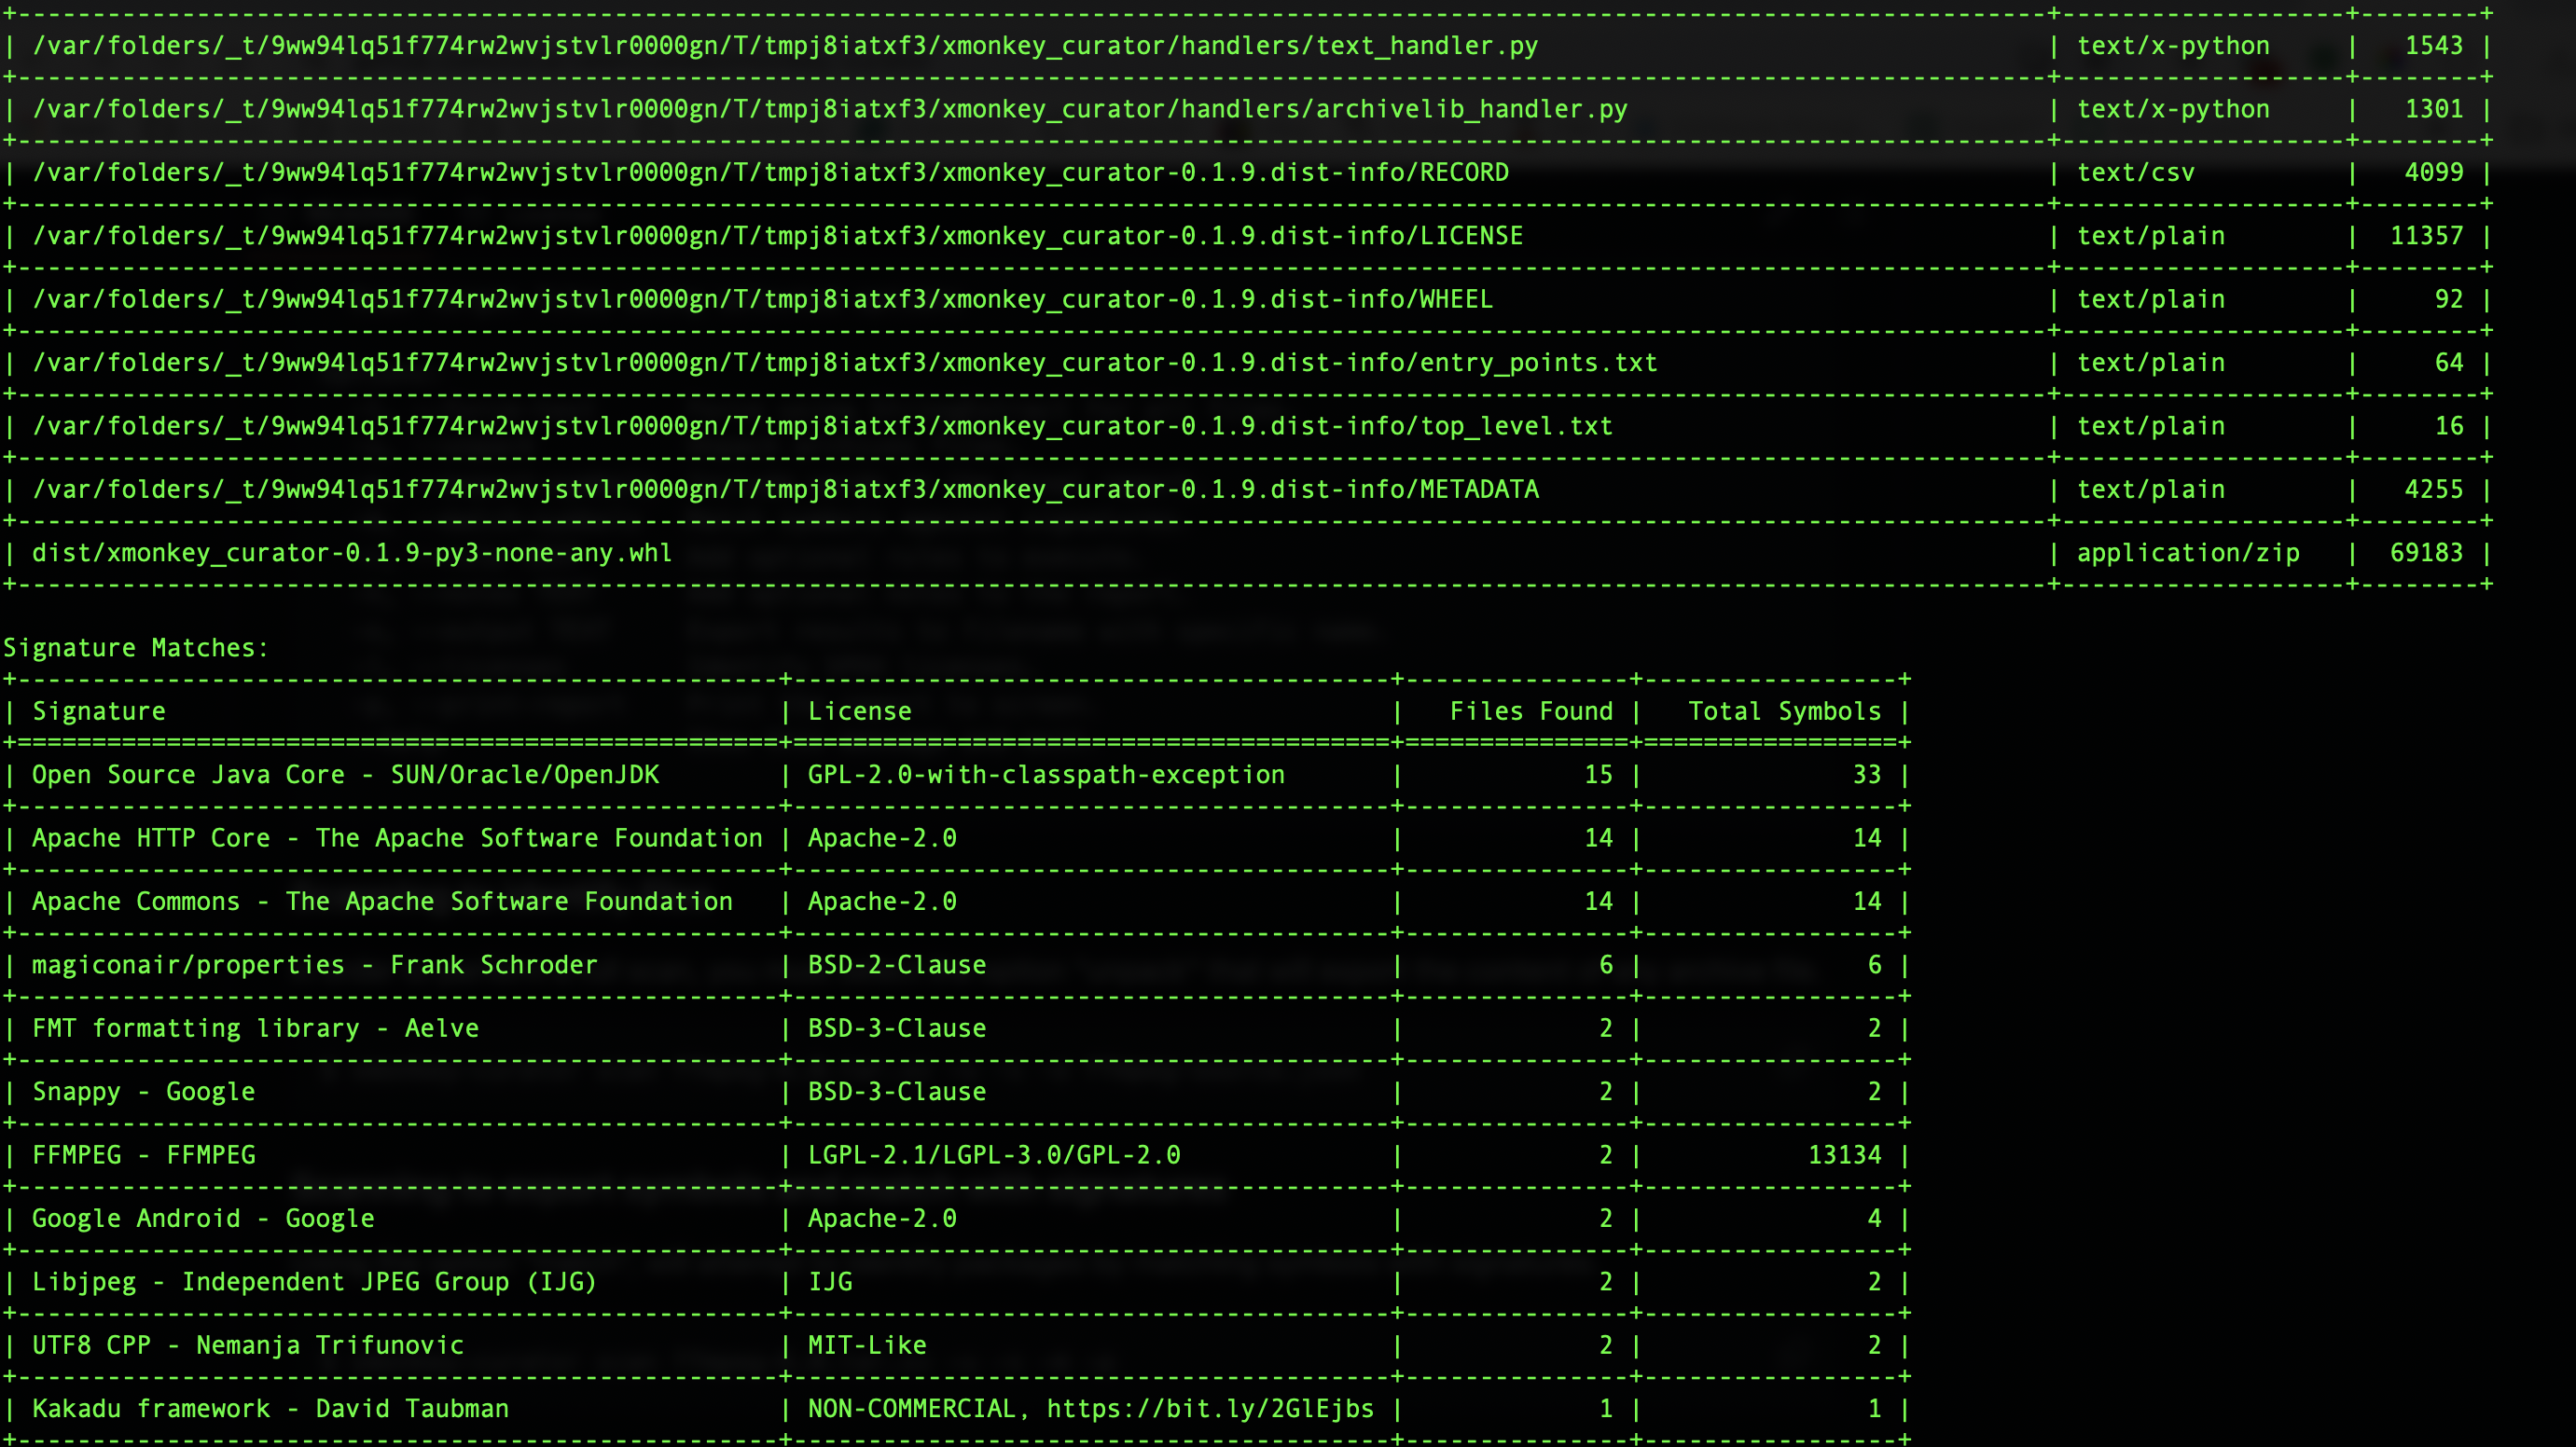 | /var/folders/_t/9ww94lq51f774rw2wvjstvlr0000gn/T/tmpj8iatxf3/xmonkey_curator/handlers/text_handler.py | text/x-python | 1543 |
| /var/folders/_t/9ww94lq51f774rw2wvjstvlr0000gn/T/tmpj8iatxf3/xmonkey_curator/handlers/archivelib_handler.py | text/x-python | 1301 |
| /var/folders/_t/9ww94lq51f774rw2wvjstvlr0000gn/T/tmpj8iatxf3/xmonkey_curator-0.1.9.dist-info/RECORD | text/csv | 4099 |
| /var/folders/_t/9ww94lq51f774rw2wvjstvlr0000gn/T/tmpj8iatxf3/xmonkey_curator-0.1.9.dist-info/LICENSE | text/plain | 11357 |
| /var/folders/_t/9ww94lq51f774rw2wvjstvlr0000gn/T/tmpj8iatxf3/xmonkey_curator-0.1.9.dist-info/WHEEL | text/plain | 92 |
| /var/folders/_t/9ww94lq51f774rw2wvjstvlr0000gn/T/tmpj8iatxf3/xmonkey_curator-0.1.9.dist-info/entry_points.txt | text/plain | 64 |
| /var/folders/_t/9ww94lq51f774rw2wvjstvlr0000gn/T/tmpj8iatxf3/xmonkey_curator-0.1.9.dist-info/top_level.txt | text/plain | 16 |
| /var/folders/_t/9ww94lq51f774rw2wvjstvlr0000gn/T/tmpj8iatxf3/xmonkey_curator-0.1.9.dist-info/METADATA | text/plain | 4255 |
| dist/xmonkey_curator-0.1.9-py3-none-any.whl | application/zip | 69183 |
Signature Matches:
| Signature | License | Files Found | Total Symbols |
| Open Source Java Core - SUN/Oracle/OpenJDK | GPL-2.0-with-classpath-exception | 15 | 33 |
| Apache HTTP Core - The Apache Software Foundation | Apache-2.0 | 14 | 14 |
| Apache Commons - The Apache Software Foundation | Apache-2.0 | 14 | 14 |
| magiconair/properties - Frank Schroder | BSD-2-Clause | 6 | 6 |
| FMT formatting library - Aelve | BSD-3-Clause | 2 | 2 |
| Snappy - Google | BSD-3-Clause | 2 | 2 |
| FFMPEG - FFMPEG | LGPL-2.1/LGPL-3.0/GPL-2.0 | 2 | 13134 |
| Google Android - Google | Apache-2.0 | 2 | 4 |
| Libjpeg - Independent JPEG Group (IJG) | IJG | 2 | 2 |
| UTF8 CPP - Nemanja Trifunovic | MIT-Like | 2 | 2 |
| Kakadu framework - David Taubman | NON-COMMERCIAL, https://bit.ly/2GlEjbs | 1 | 1 |